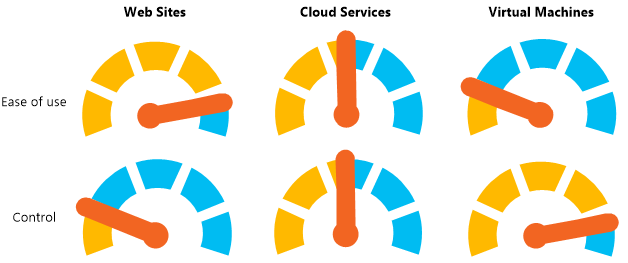 Web Sites
Cloud Services
Virtual Machines
Ease of use
Control